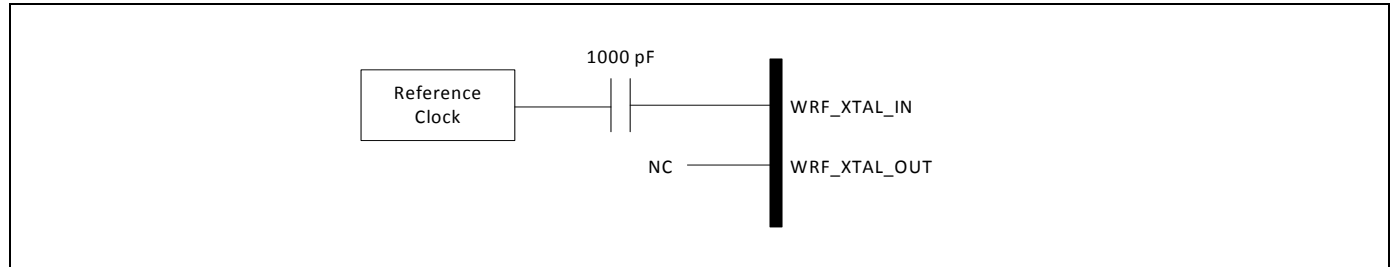 1000 pF
Reference
Clock
WRF_XTAL_IN
NC
WRF_XTAL_OUT